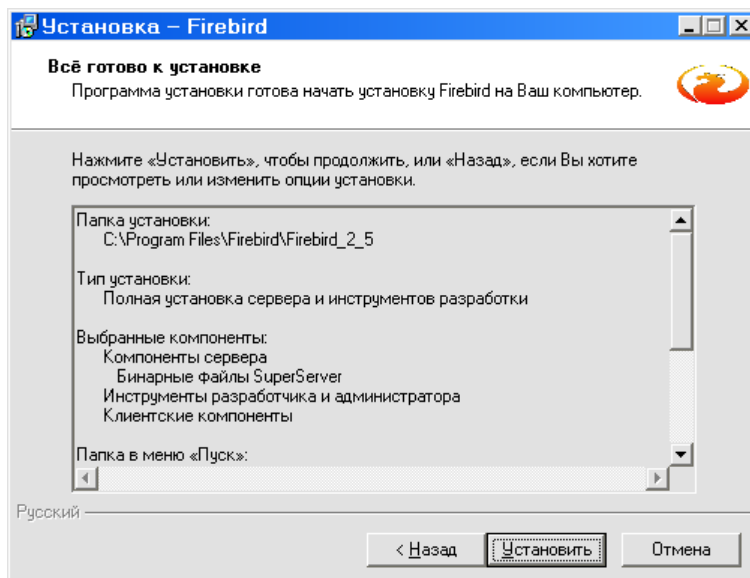 Установка – Firebird
Всё готово к установке
Программа установки готова начать установку Firebird на Ваш компьютер.
Нажмите «Установить», чтобы продолжить, или «Назад», если Вы хотите
просмотреть или изменить опции установки.
Папка установки:
C:\Program Files\Firebird\Firebird_2_5
Тип установки:
Полная установка сервера и инструментов разработки
Выбранные компоненты:
Компоненты сервера
Бинарные файлы SuperServer
Инструменты разработчика и администратора
Клиентские компоненты
Папка в меню «Пуск»:
Русский
< Назад
Установить
Отмена